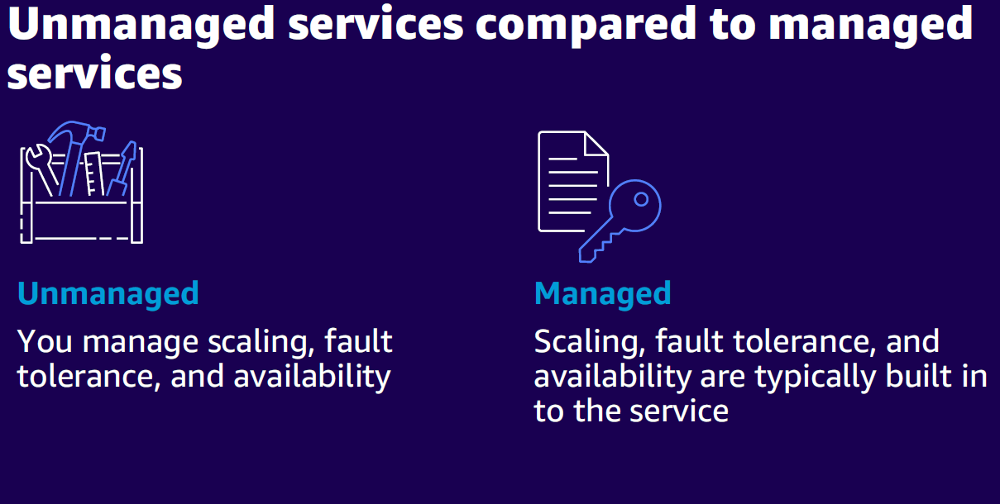 Unmanaged services compared to managed
services
Unmanaged
You manage scaling, fault
tolerance, and availability
Managed
Scaling, fault tolerance, and
availability are typically built in
to the service